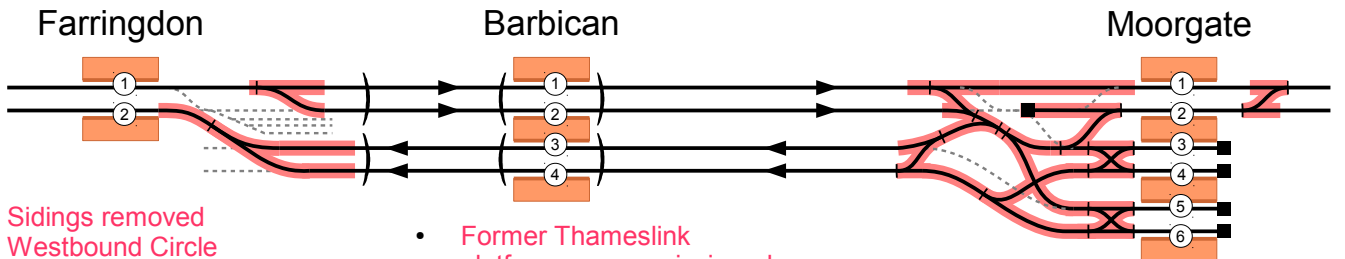 Farringdon
Barbican
Moorgate
1
1
1
2
2
2
3
3
4
4
5
6
Sidings removed
Westbound Circle
• Former Thameslink